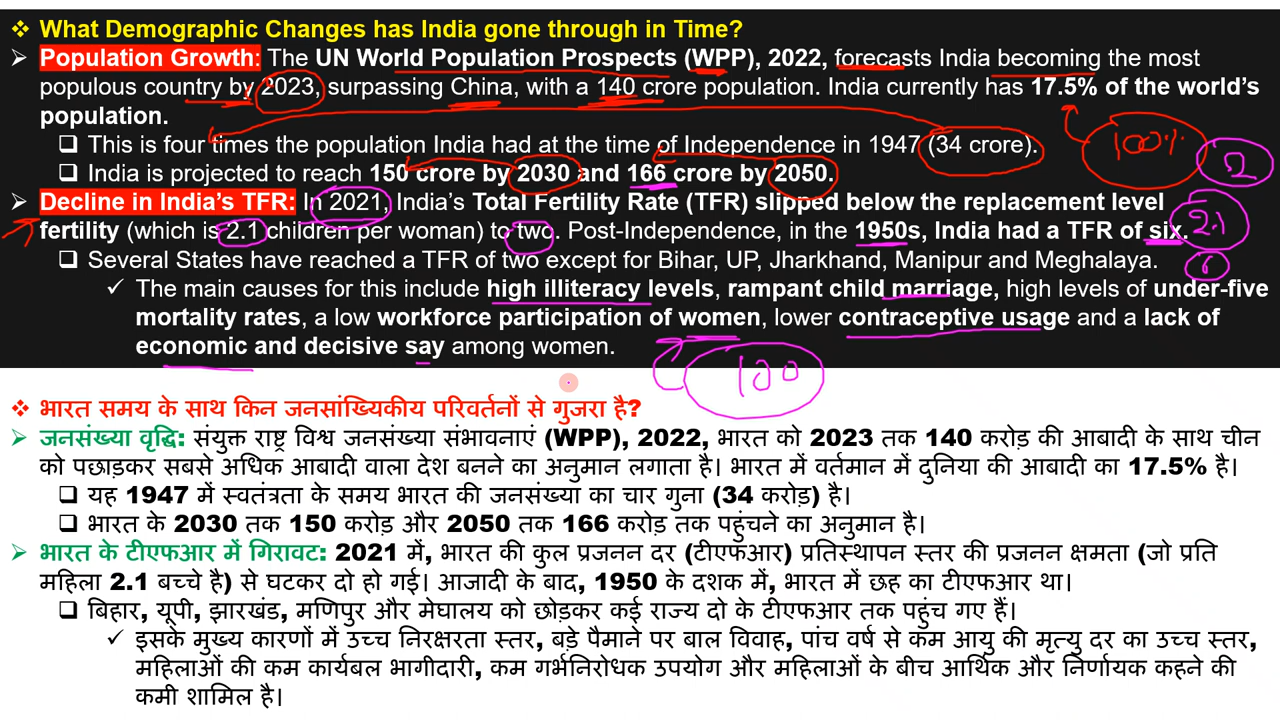 ❖ What Demographic Changes has India gone through in Time?
➢ Population Growth: The UN World Population Prospects (WPP), 2022, forecasts India becoming the most
populous country by 2023, surpassing China, with a 140 crore population. India currently has 17.5% of the world's
population.
❑ This is four times the population India had at the time of Independence in 1947 (34 crore).
100%
2
❑ India is projected to reach 150 crore by 2030 and 166 crore by 2050.
➢ Decline in India's TFR: In 2021, India's Total Fertility Rate (TFR) slipped below the replacement level
fertility (which is 2.1 children per woman) to two. Post-Independence, in the 1950s, India had a TFR of six.
2.1
❑ Several States have reached a TFR of two except for Bihar, UP, Jharkhand, Manipur and Meghalaya.
6
✓ The main causes for this include high illiteracy levels, rampant child marriage, high levels of under-five
mortality rates, a low workforce participation of women, lower contraceptive usage and a lack of
economic and decisive say among women.
100
❖ भारत समय के साथ किन जनसांख्यिकीय परिवर्तनों से गुजरा है?
➢ जनसंख्या वृद्धि: संयुक्त राष्ट्र विश्व जनसंख्या संभावनाएं (WPP), 2022, भारत को 2023 तक 140 करोड़ की आबादी के साथ चीन
को पछाड़कर सबसे अधिक आबादी वाला देश बनने का अनुमान लगाता है। भारत में वर्तमान में दुनिया की आबादी का 17.5% है।
❑ यह 1947 में स्वतंत्रता के समय भारत की जनसंख्या का चार गुना (34 करोड़) है।
❑ भारत के 2030 तक 150 करोड़ और 2050 तक 166 करोड़ तक पहुंचने का अनुमान है।
➢ भारत के टीएफआर में गिरावट: 2021 में, भारत की कुल प्रजनन दर (टीएफआर) प्रतिस्थापन स्तर की प्रजनन क्षमता (जो प्रति
महिला 2.1 बच्चे है) से घटकर दो हो गई। आजादी के बाद, 1950 के दशक में, भारत में छह का टीएफआर था।
❑ बिहार, यूपी, झारखंड, मणिपुर और मेघालय को छोड़कर कई राज्य दो के टीएफआर तक पहुंच गए हैं।
✓ इसके मुख्य कारणों में उच्च निरक्षरता स्तर, बड़े पैमाने पर बाल विवाह, पांच वर्ष से कम आयु की मृत्यु दर का उच्च स्तर,
महिलाओं की कम कार्यबल भागीदारी, कम गर्भनिरोधक उपयोग और महिलाओं के बीच आर्थिक और निर्णायक कहने की
कमी शामिल है।